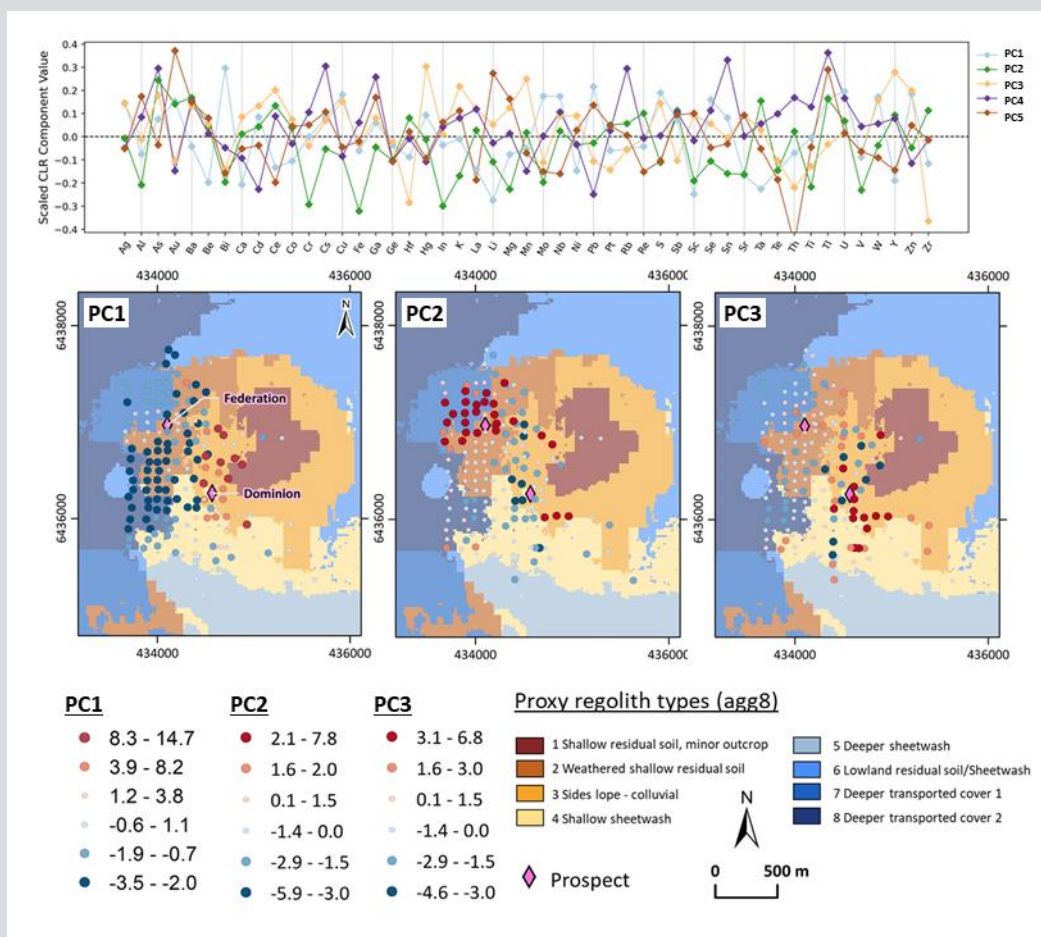 0.4
0.3
0.2
0.1
0.0
−0.1
−0.2
−0.3
−0.4
Scaled CLR Component Value
PC1
PC2
PC3
PC4
PC5
Ag Al As Au Ba Be Bi Ca Cd Ce Co Cr Cs Cu Fe Ga Ge Hf Hg In K La Li Mg Mn Mo Nb Ni Pb Pt Rb Re S Sb Sc Se Sn Sr Ta Te Th Ti Tl U V W Y Zn Zr
434000 436000 434000 436000 434000 436000
PC1 N PC2 PC3
6438000 6438000 6438000
Federation
Dominion
6436000 6436000 6436000
434000 436000 434000 436000 434000 436000
PC1
8.3 - 14.7
3.9 - 8.2
1.2 - 3.8
-0.6 - 1.1
-1.9 - -0.7
-3.5 - -2.0
PC2
2.1 - 7.8
1.6 - 2.0
0.1 - 1.5
-1.4 - 0.0
-2.9 - -1.5
-5.9 - -3.0
PC3
3.1 - 6.8
1.6 - 3.0
0.1 - 1.5
-1.4 - 0.0
-2.9 - -1.5
-4.6 - -3.0
Proxy regolith types (agg8)
1 Shallow residual soil, minor outcrop
2 Weathered shallow residual soil
3 Sides lope - colluvial
4 Shallow sheetwash
5 Deeper sheetwash
6 Lowland residual soil/Sheetwash
7 Deeper transported cover 1
8 Deeper transported cover 2
Prospect
N
0 500 m